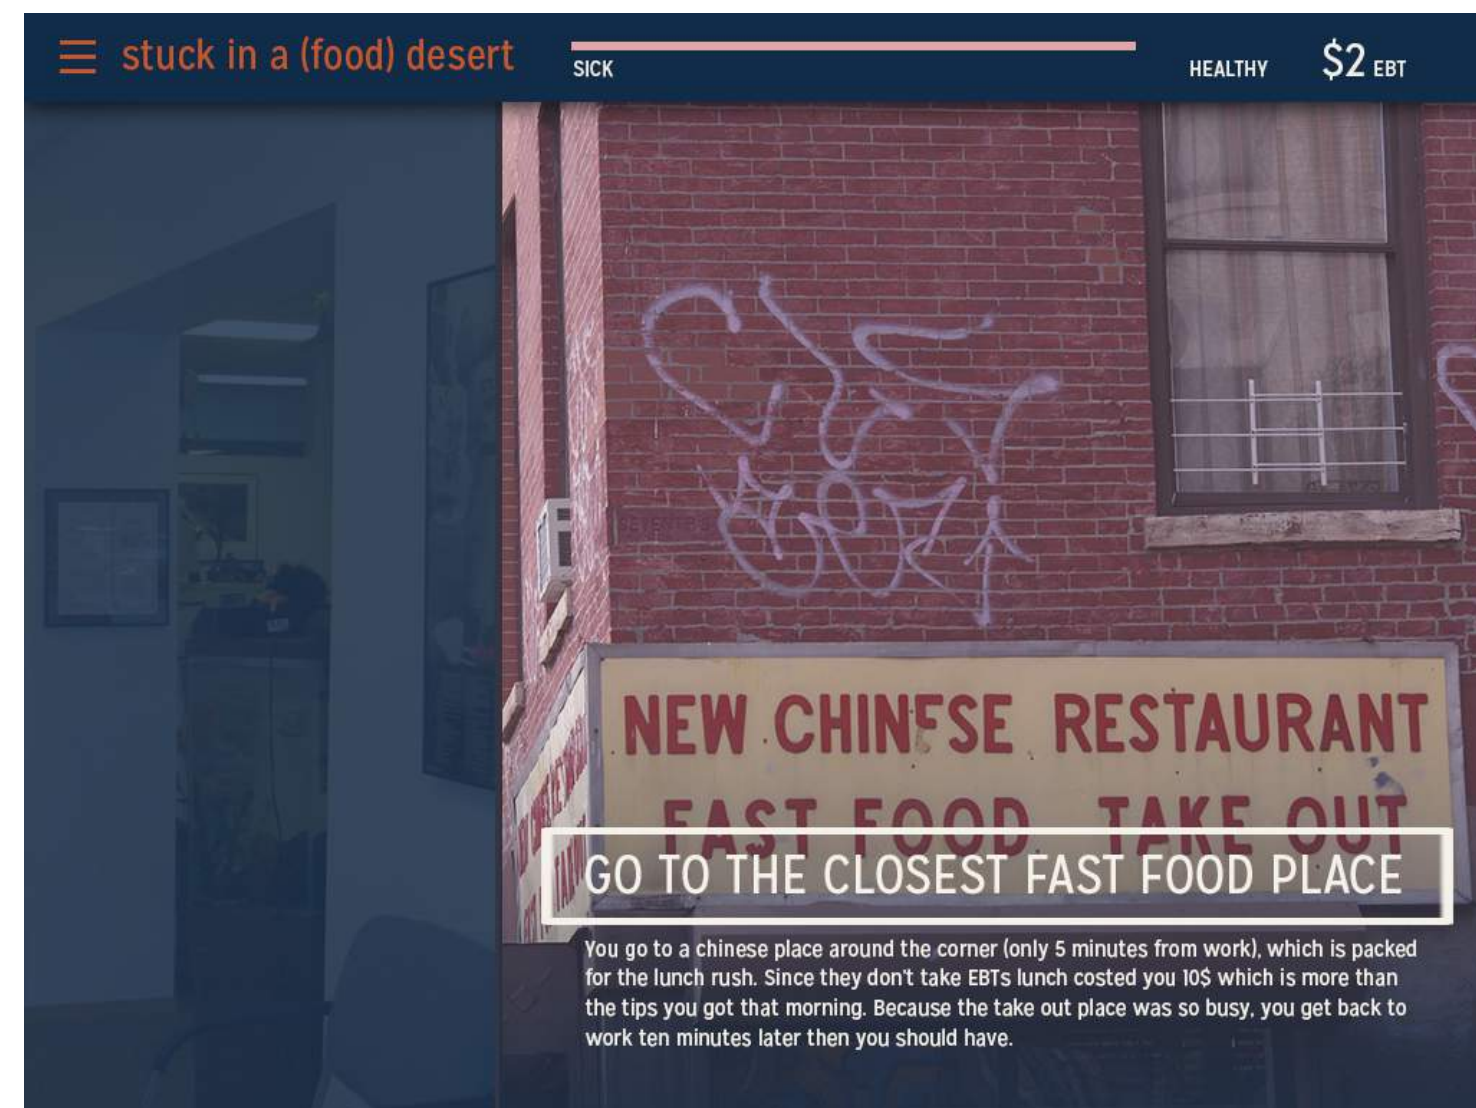 stuck in a (food) desert
SICK
HEALTHY
$2 EBT
NEW CHINESE RESTAURANT
FAST FOOD TAKE OUT
GO TO THE CLOSEST FAST FOOD PLACE
You go to a chinese place around the corner (only 5 minutes from work), which is packed
for the lunch rush. Since they don't take EBTs lunch costed you 10$ which is more than
the tips you got that morning. Because the take out place was so busy, you get back to
work ten minutes later then you should have.